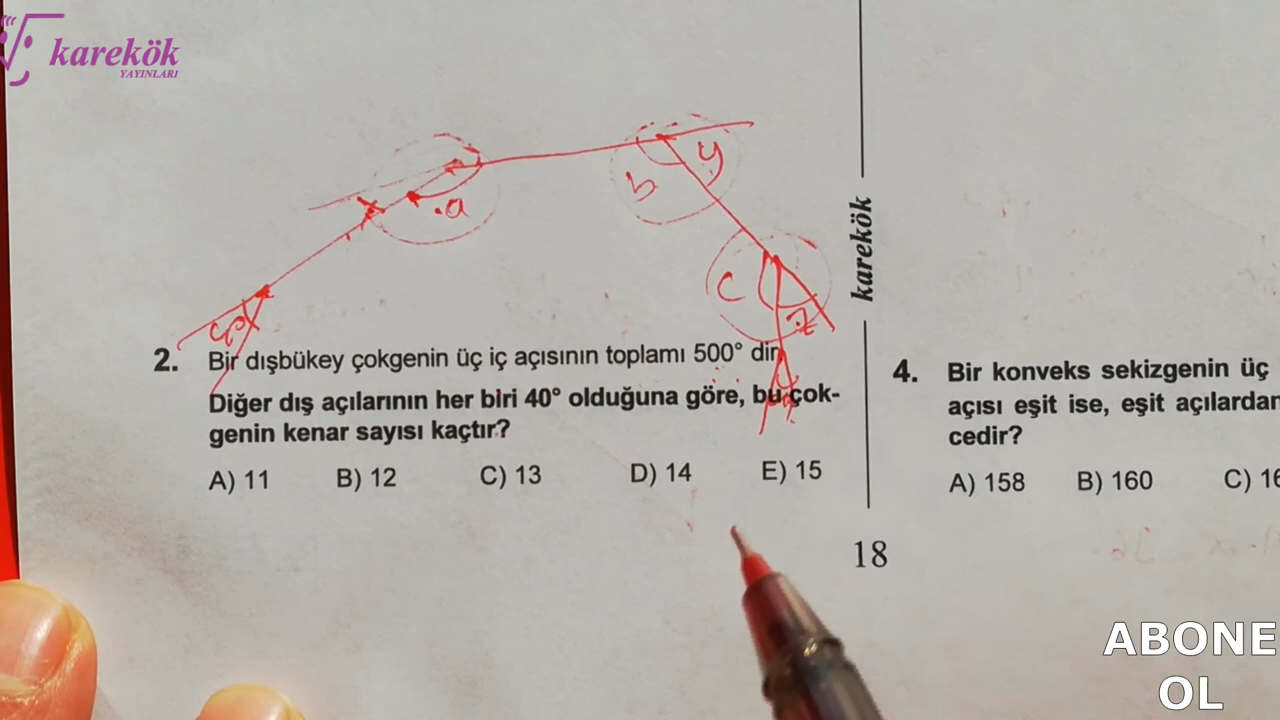 karekök
YAYINLARI
x
a
b
y
c
z
40°
2. Bir dışbükey çokgenin üç iç açısının toplamı 500° dir.
Diğer dış açılarının her biri 40° olduğuna göre, bu çok-
genin kenar sayısı kaçtır?
A) 11 B) 12 C) 13 D) 14 E) 15
karekök
18
4. Bir konveks sekizgenin üç
açısı eşit ise, eşit açılardan
cedir?
A) 158 B) 160 C) 16
ABONE
OL